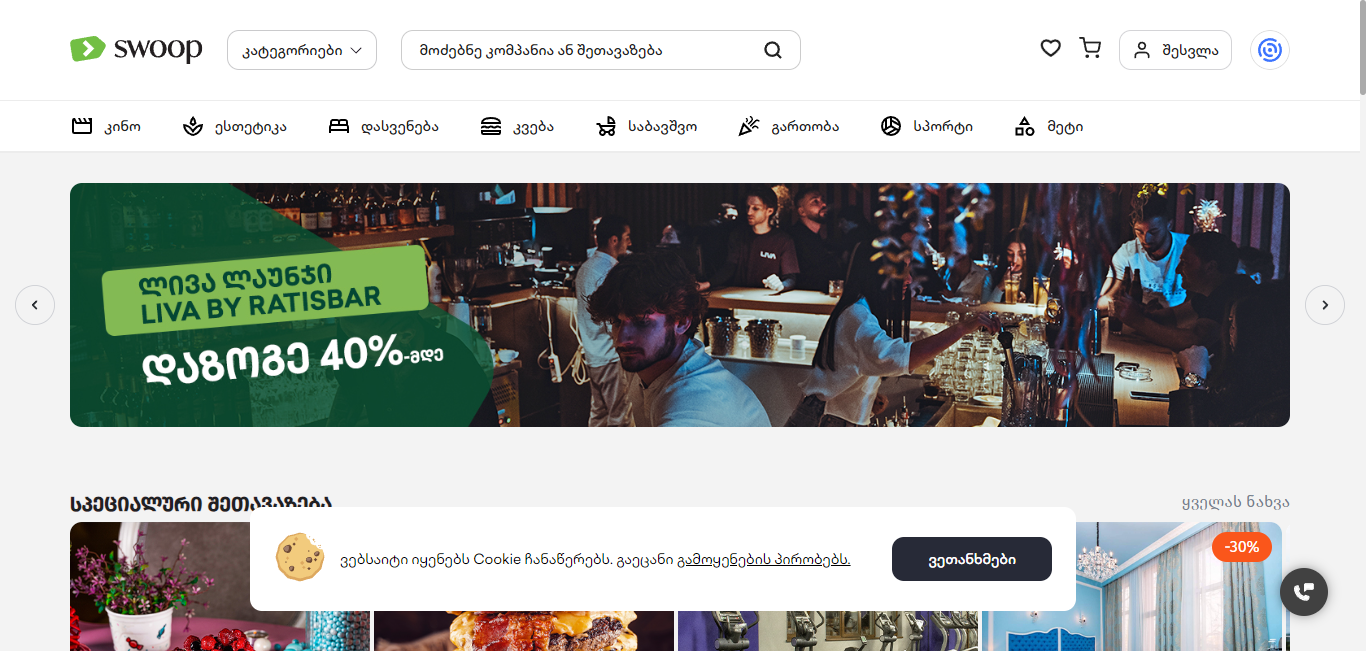 swoop
კატეგორიები
მოძებნე კომპანია ან შეთავაზება
შესვლა
კინო
ესთეტიკა
დასვენება
კვება
საბავშვო
გართობა
სპორტი
მეტი
ლივა ლაუნჯი
LIVA BY RATISBAR
დაზოგე 40%-მდე
LIVA
სპეციალური შეთავაზება
ყველას ნახვა
-30%
ვებსაიტი იყენებს Cookie ჩანაწერებს. გაეცანი გამოყენების პირობებს.
ვეთანხმები